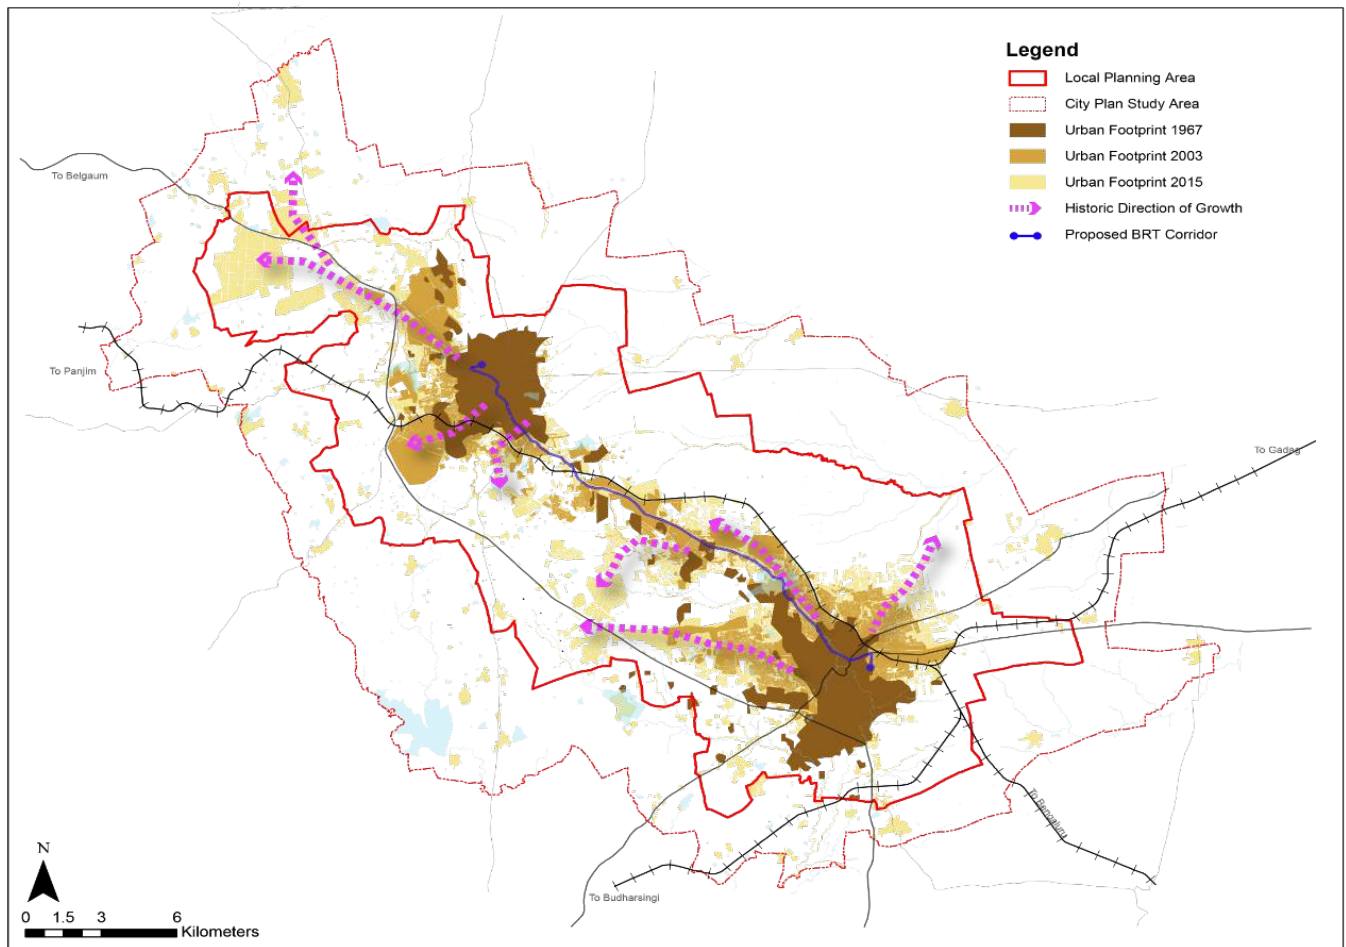 Legend
Local Planning Area
City Plan Study Area
Urban Footprint 1967
Urban Footprint 2003
Urban Footprint 2015
Historic Direction of Growth
Proposed BRT Corridor
To Belgaum
To Panjim
To Gadag
To Bengaluru
To Budharsingi
N
0 1.5 3 6
Kilometers